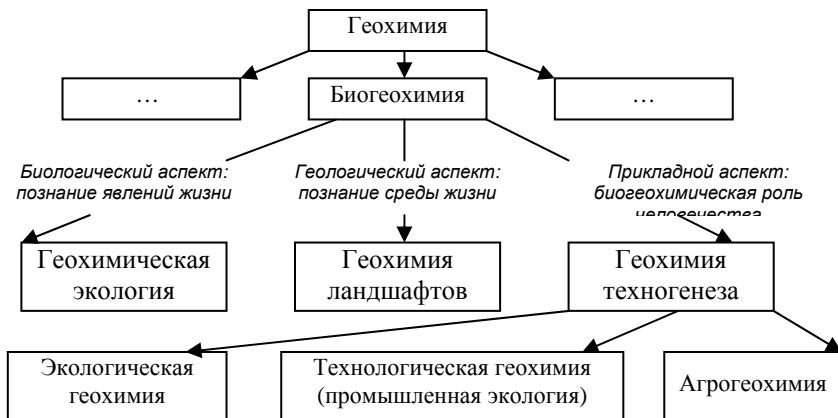 Геохимия
…
Биогеохимия
…
Биологический аспект:
познание явлений жизни
Геологический аспект:
познание среды жизни
Прикладной аспект:
биогеохимическая роль
человечества
Геохимическая
экология
Геохимия
ландшафтов
Геохимия
техногенеза
Экологическая
геохимия
Технологическая геохимия
(промышленная экология)
Агрогеохимия